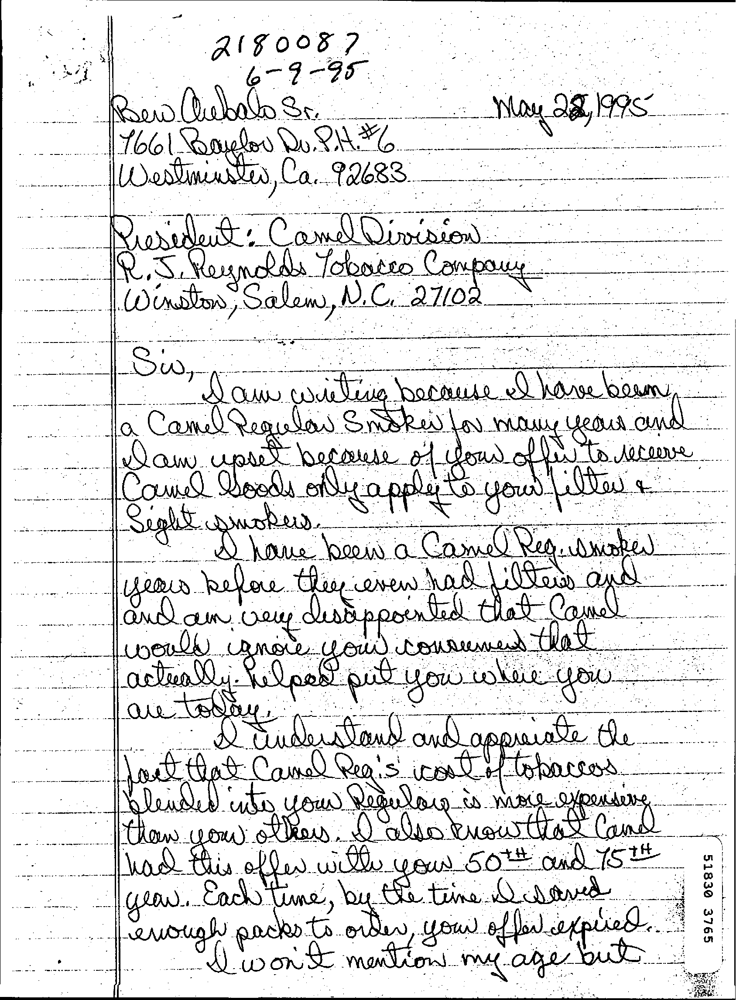 2180087
6-9-95
Ben Archbald Sr.
May 22, 1995
7661 Baylor Dr. P.H. #6
Westminster, Ca. 92683
President: Camel Division
R. J. Reynolds Tobacco Company
Winston, Salem, N.C. 27102
Sir,
I am writing because I have been
a Camel Regular Smoker for many years and
I am upset because of your offer to receive
Camel Goods only apply to your filter &
Light smokers.
I have been a Camel Reg. smoker
years before they even had filters and
and am very disappointed that Camel
would ignore your consumers that
actually helped put you where you
are today.
I understand and appreciate the
fact that Camel Reg's cost of tobaccos
blended into your Regulars is more expensive
than your others. I also know that Camel
had this offer with your 50TH and 75TH
year. Each time, by the time I saved
enough packs to order, your offer expired.
I won't mention my age but
51830 3765